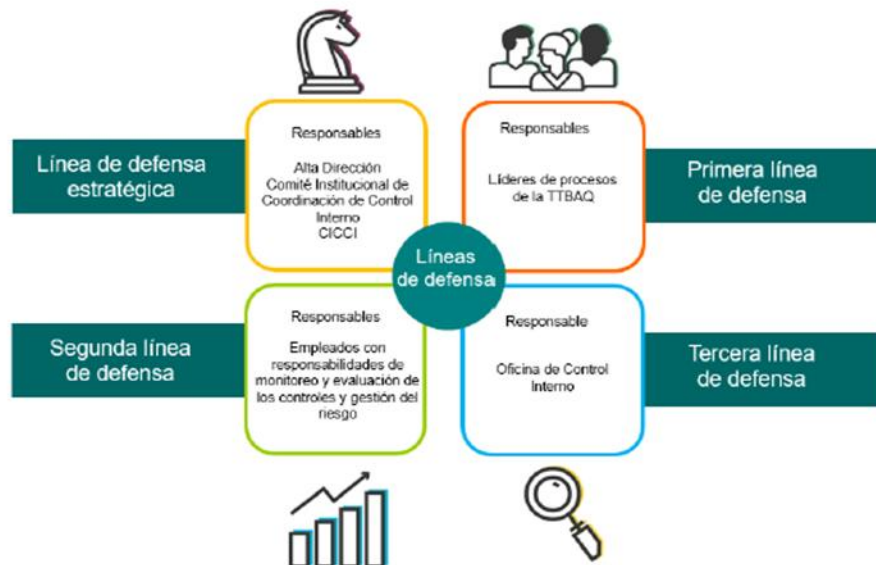 Línea de defensa
estratégica
Responsables
Alta Dirección
Comité Institucional de
Coordinación de Control
Interno
CICCI
Responsables
Líderes de procesos
de la TTBAQ
Primera línea
de defensa
Líneas
de defensa
Segunda línea
de defensa
Responsables
Empleados con
responsabilidades de
monitoreo y evaluación de
los controles y gestión del
riesgo
Responsable
Oficina de Control
Interno
Tercera línea
de defensa